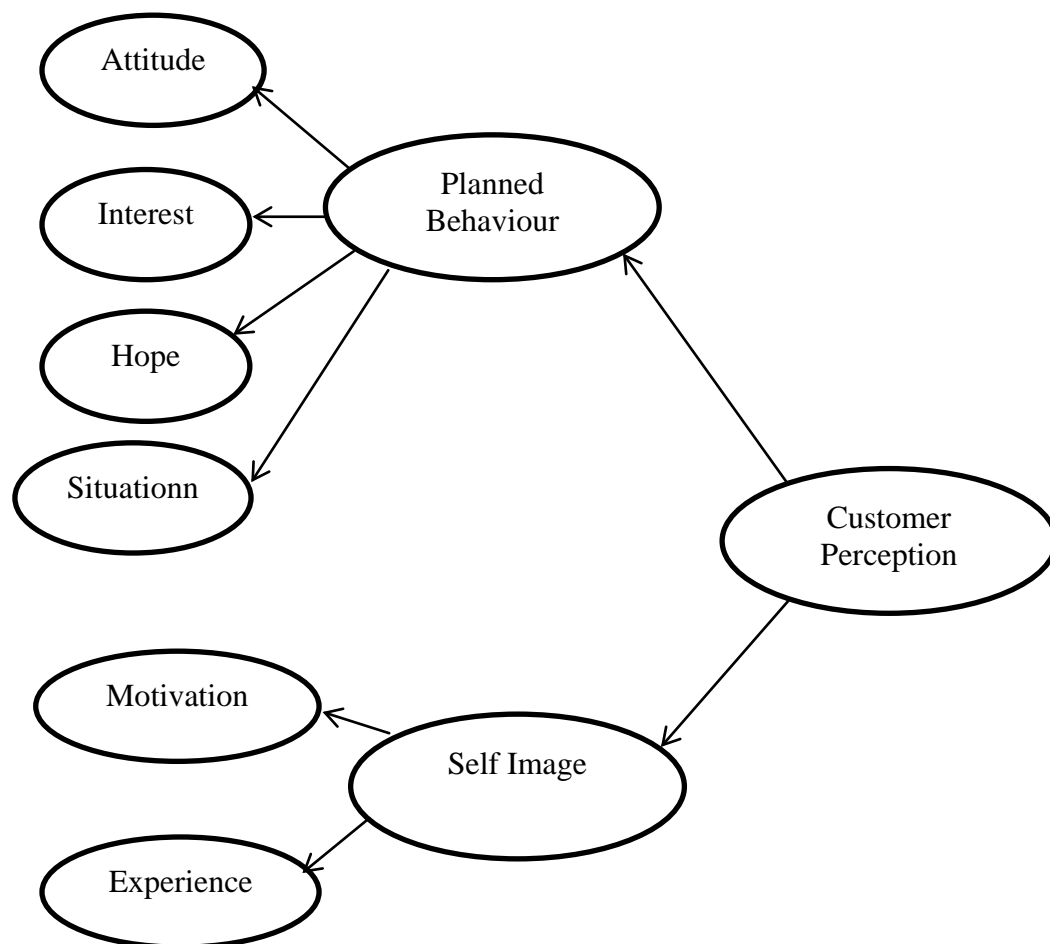 Attitude
Planned
Behaviour
Interest
Hope
Situationn
Customer
Perception
Motivation
Self Image
Experience